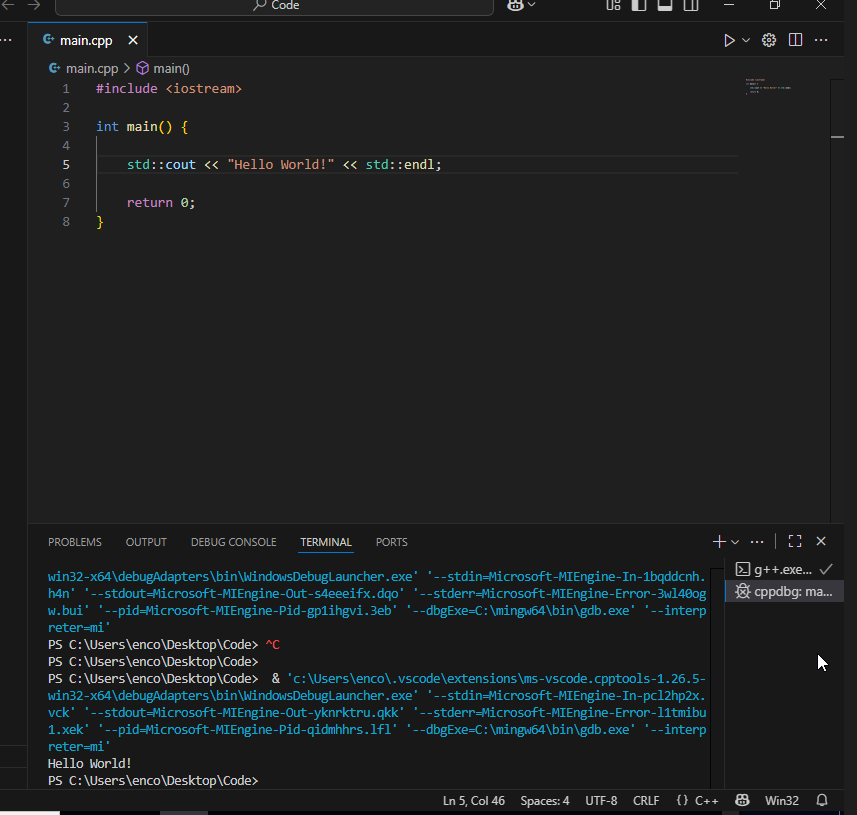 Code
main.cpp
main.cpp > main()
1 #include <iostream>
2
3 int main() {
4
5 std::cout << "Hello World!" << std::endl;
6
7 return 0;
8 }
PROBLEMS OUTPUT DEBUG CONSOLE TERMINAL PORTS
g++.exe...
cppdbg: ma...
win32-x64\debugAdapters\bin\WindowsDebugLauncher.exe' '--stdin=Microsoft-MIEngine-In-1bqddcnh.
h4n' '--stdout=Microsoft-MIEngine-Out-s4eeeifx.dqo' '--stderr=Microsoft-MIEngine-Error-3wl40og
w.bui' '--pid=Microsoft-MIEngine-Pid-gp1ihgvi.3eb' '--dbgExe=C:\mingw64\bin\gdb.exe' '--interp
reter=mi'
PS C:\Users\enco\Desktop\Code> ^C
PS C:\Users\enco\Desktop\Code>
PS C:\Users\enco\Desktop\Code>  & 'c:\Users\enco\.vscode\extensions\ms-vscode.cpptools-1.26.5-
win32-x64\debugAdapters\bin\WindowsDebugLauncher.exe' '--stdin=Microsoft-MIEngine-In-pcl2hp2x.
vck' '--stdout=Microsoft-MIEngine-Out-yknrktru.qkk' '--stderr=Microsoft-MIEngine-Error-l1tmibu
1.xek' '--pid=Microsoft-MIEngine-Pid-qidmhhrs.lfl' '--dbgExe=C:\mingw64\bin\gdb.exe' '--interp
reter=mi'
Hello World!
PS C:\Users\enco\Desktop\Code>
Ln 5, Col 46 Spaces: 4 UTF-8 CRLF {} C++ Win32